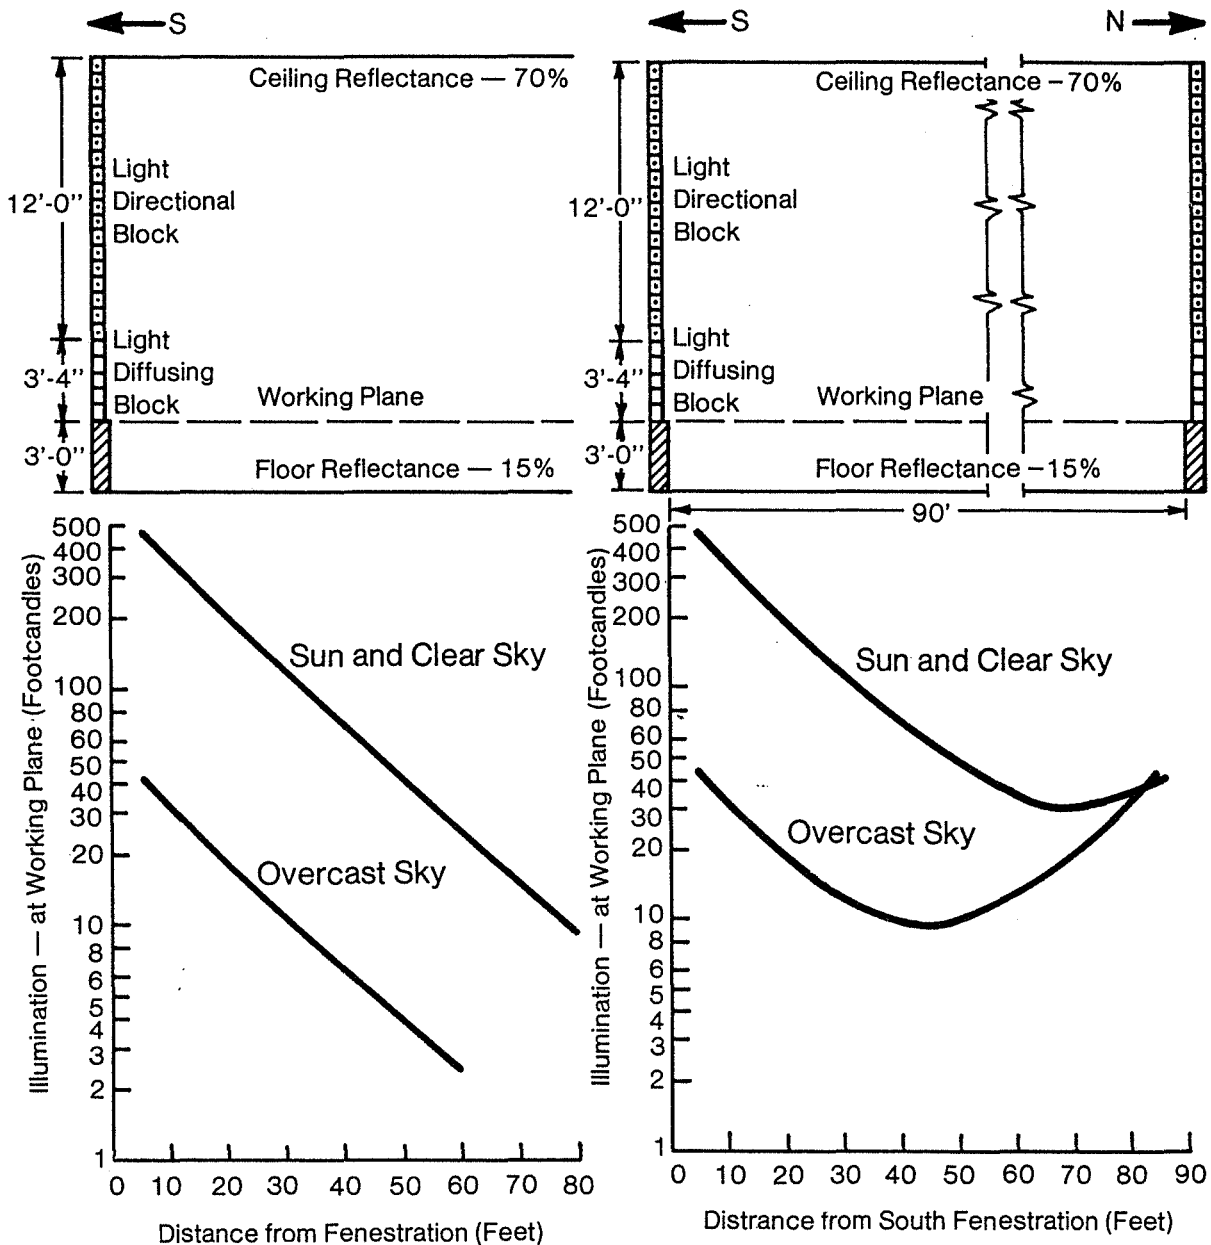 S
Ceiling Reflectance — 70%
12'-0"
Light
Directional
Block
3'-4"
Light
Diffusing
Block
Working Plane
3'-0"
Floor Reflectance — 15%
Illumination — at Working Plane (Footcandles)
500
400
300
200
100
80
60
50
40
30
20
10
8
6
5
4
3
2
1
Sun and Clear Sky
Overcast Sky
0 10 20 30 40 50 60 70 80
Distance from Fenestration (Feet)
S
N
Ceiling Reflectance – 70%
12'-0"
Light
Directional
Block
3'-4"
Light
Diffusing
Block
Working Plane
3'-0"
Floor Reflectance – 15%
90'
Illumination — at Working Plane (Footcandles)
500
400
300
200
100
80
60
50
40
30
20
10
8
6
5
4
3
2
1
Sun and Clear Sky
Overcast Sky
0 10 20 30 40 50 60 70 80 90
Distrance from South Fenestration (Feet)